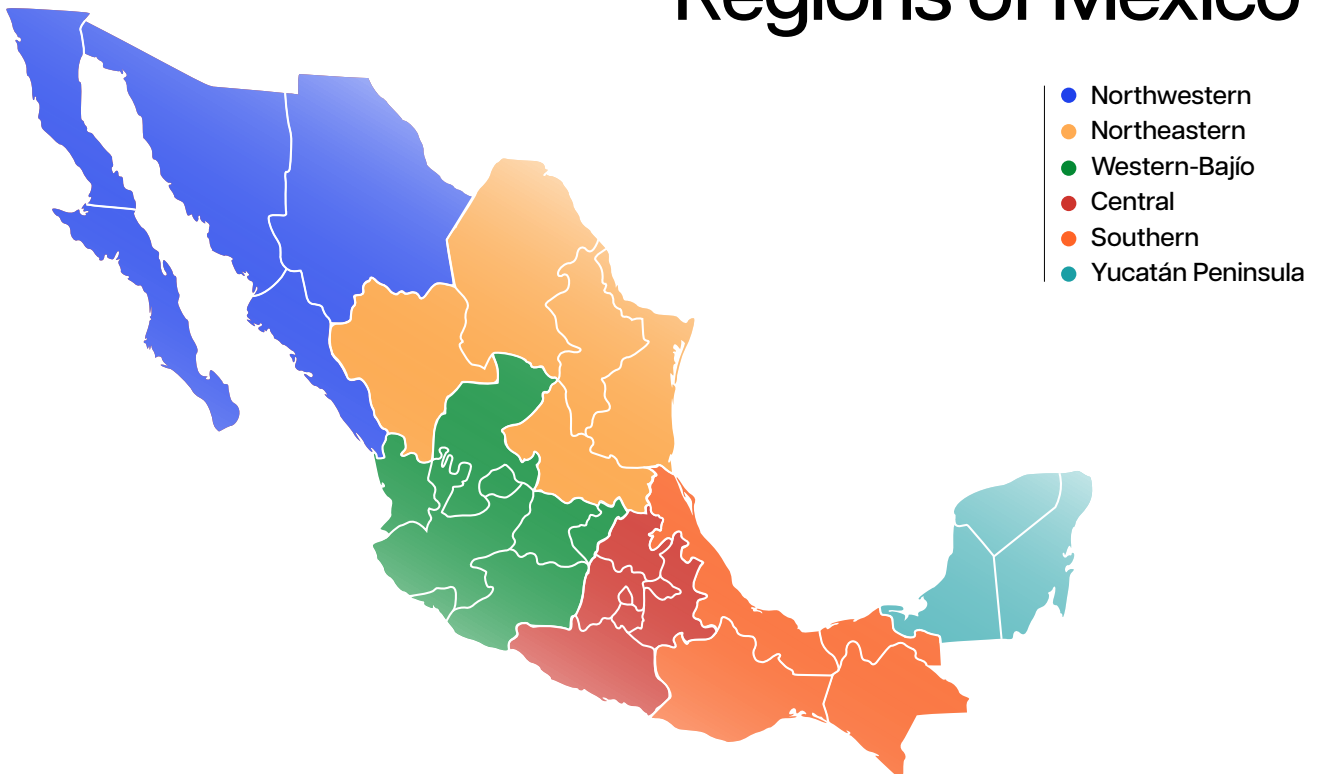 Regions of Mexico
Northwestern
Northeastern
Western-Bajío
Central
Southern
Yucatán Peninsula